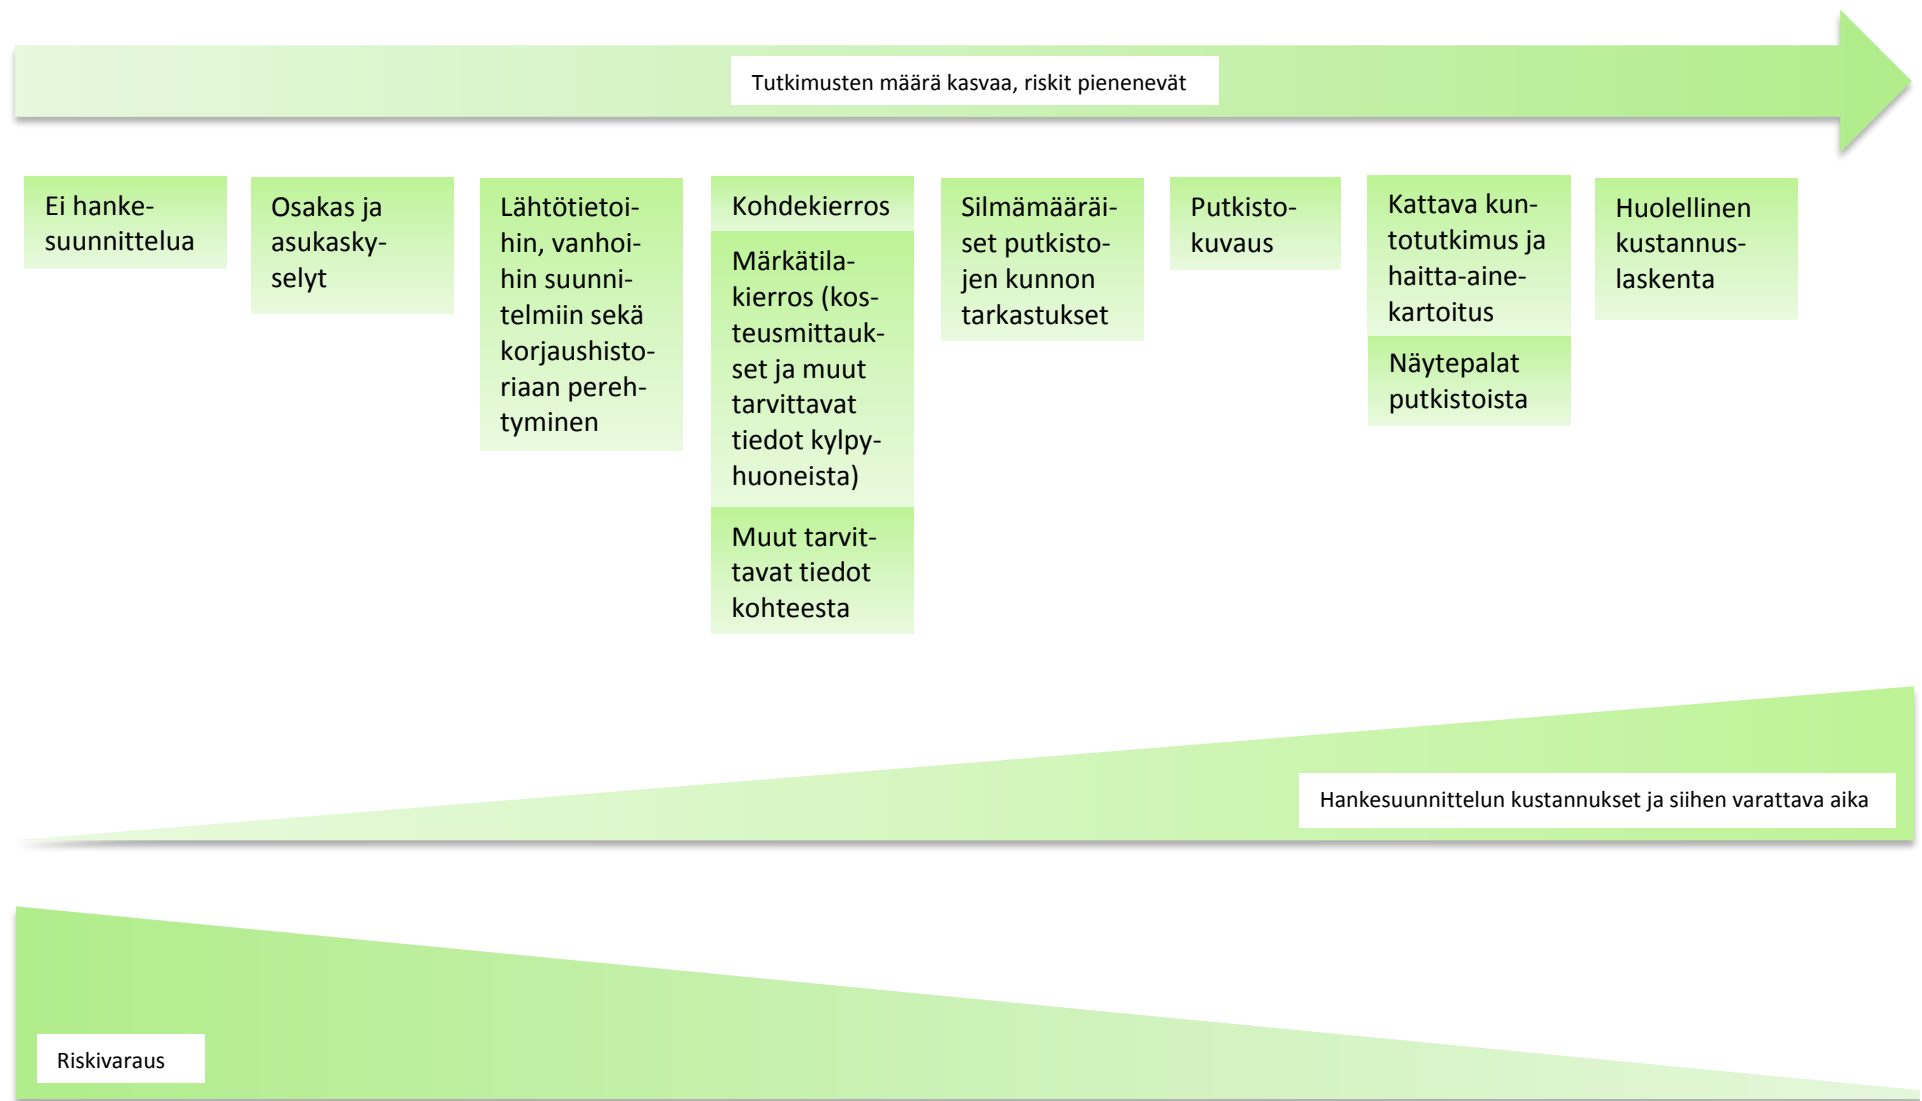 Tutkimusten määrä kasvaa, riskit pienenevät
Ei hanke-
suunnittelua
Osakas ja
asukasky-
selyt
Lähtötietoi-
hin, vanhoi-
hin suunni-
telmiin sekä
korjaushisto-
riaan pereh-
tyminen
Kohdekierros
Märkätila-
kierros (kos-
teusmittauk-
set ja muut
tarvittavat
tiedot kylpy-
huoneista)
Muut tarvit-
tavat tiedot
kohteesta
Silmämääräi-
set putkisto-
jen kunnon
tarkastukset
Putkisto-
kuvaus
Kattava kun-
totutkimus ja
haitta-aine-
kartoitus
Näytepalat
putkistoista
Huolellinen
kustannus-
laskenta
Hankesuunnittelun kustannukset ja siihen varattava aika
Riskivaraus